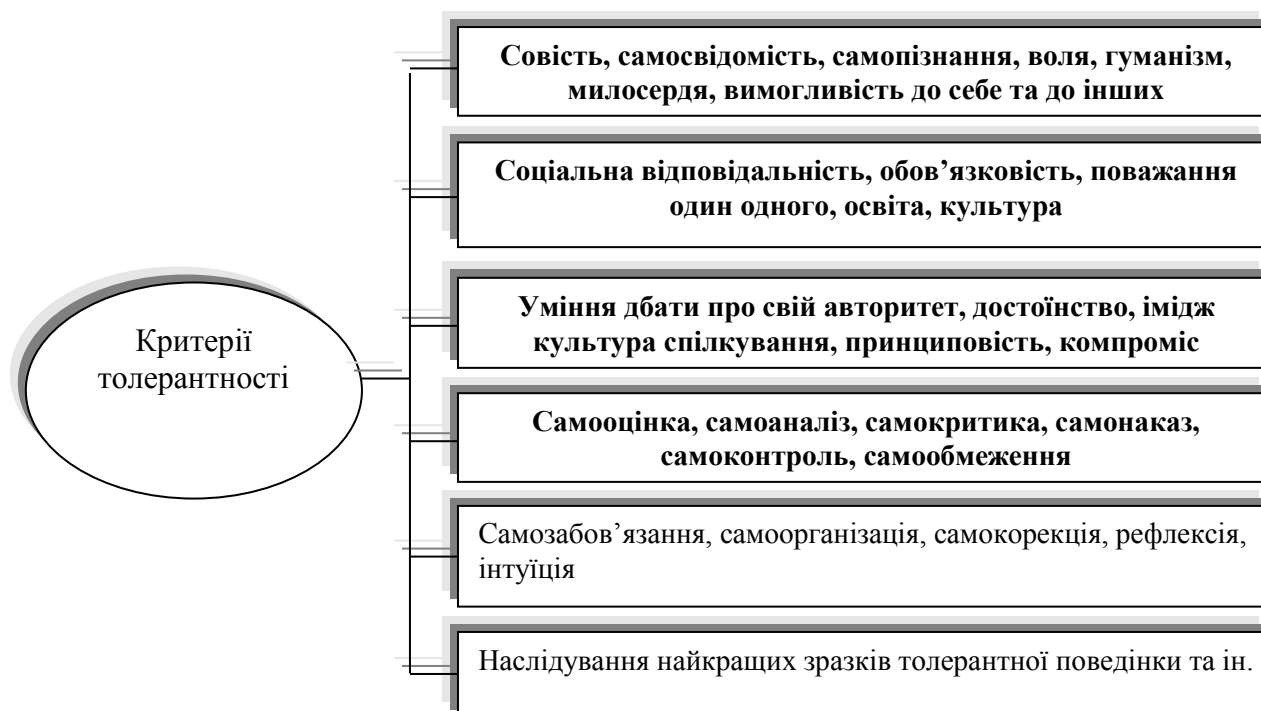 Критерії
толерантності
Совість, самосвідомість, самопізнання, воля, гуманізм,
милосердя, вимогливість до себе та до інших
Соціальна відповідальність, обов’язковість, поважання
один одного, освіта, культура
Уміння дбати про свій авторитет, достоїнство, імідж
культура спілкування, принциповість, компроміс
Самооцінка, самоаналіз, самокритика, самонаказ,
самоконтроль, самообмеження
Самозабов’язання, самоорганізація, самокорекція, рефлексія,
інтуїція
Наслідування найкращих зразків толерантної поведінки та ін.